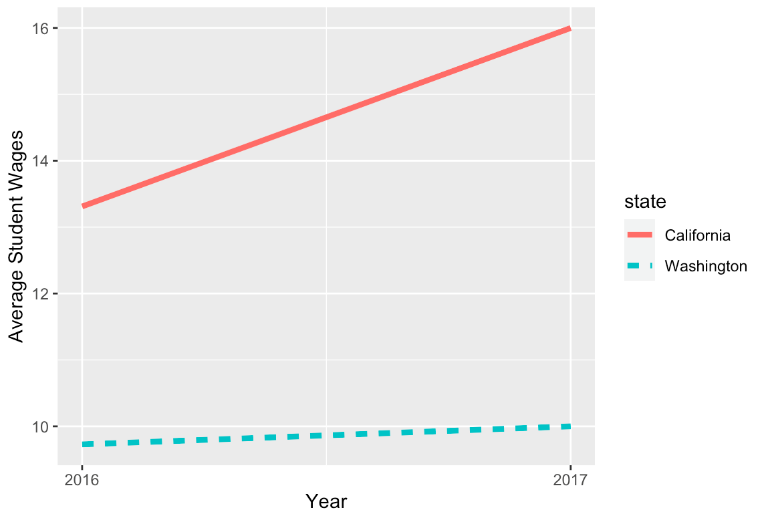 16
14
12
10
Average Student Wages
2016
2017
Year
state
California
Washington